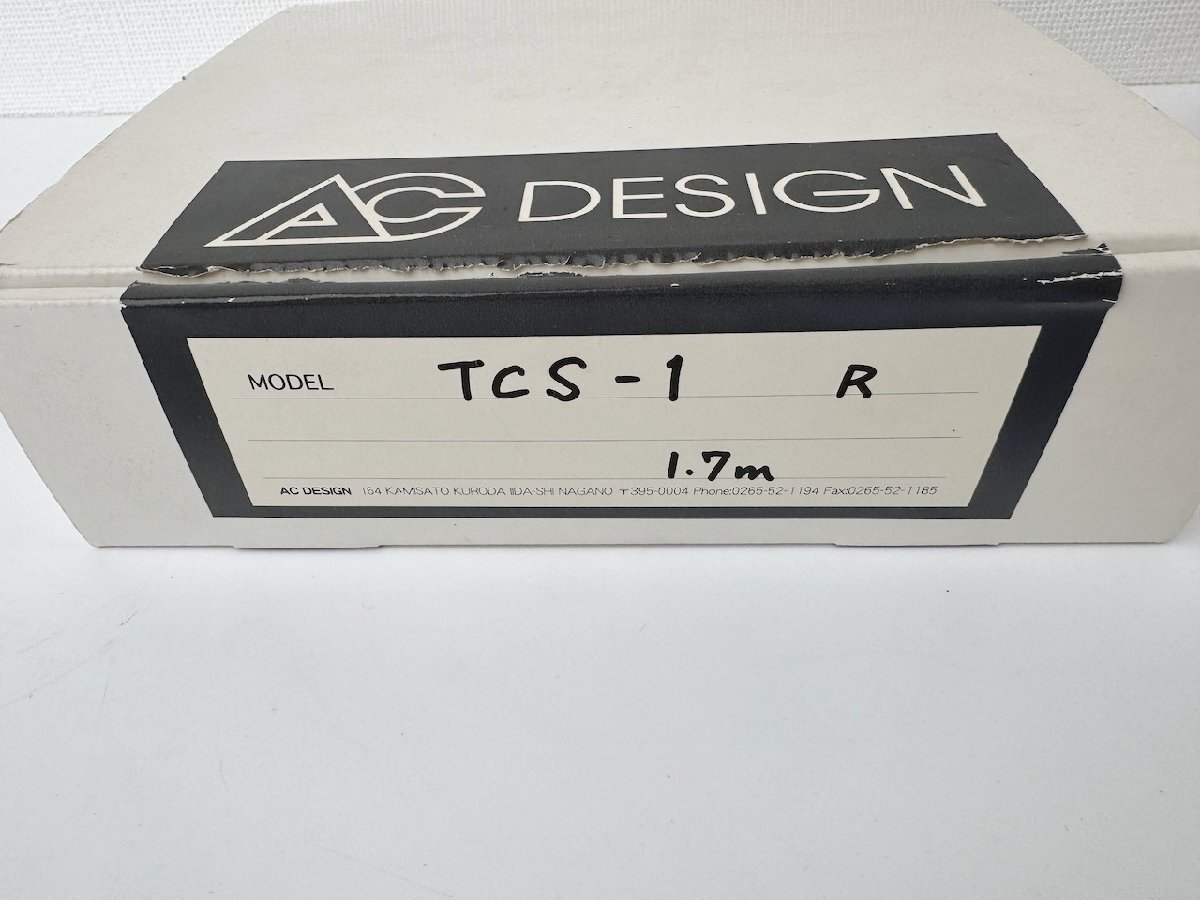 AC DESIGN
MODEL TCS-1 R
1.7m
AC DESIGN 164 KAMSATO KURODA IIDA-SHI NAGANO 〒395-0004 Phone:0265-52-1194 Fax:0265-52-1185